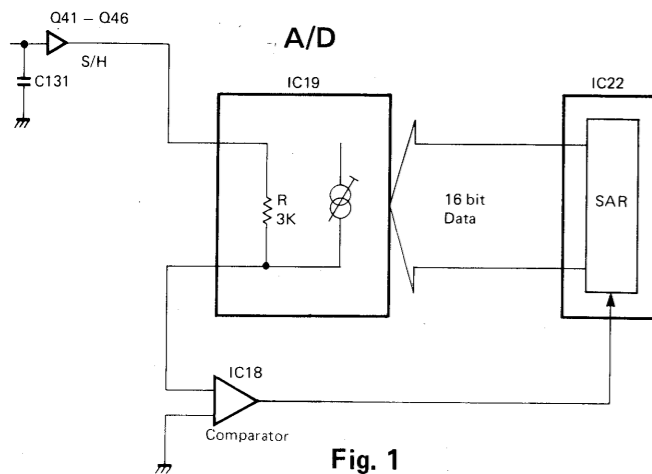 Q41 – Q46
A/D
S/H
C131
IC19
IC22
R
3K
16 bit
Data
SAR
IC18
Comparator
Fig. 1